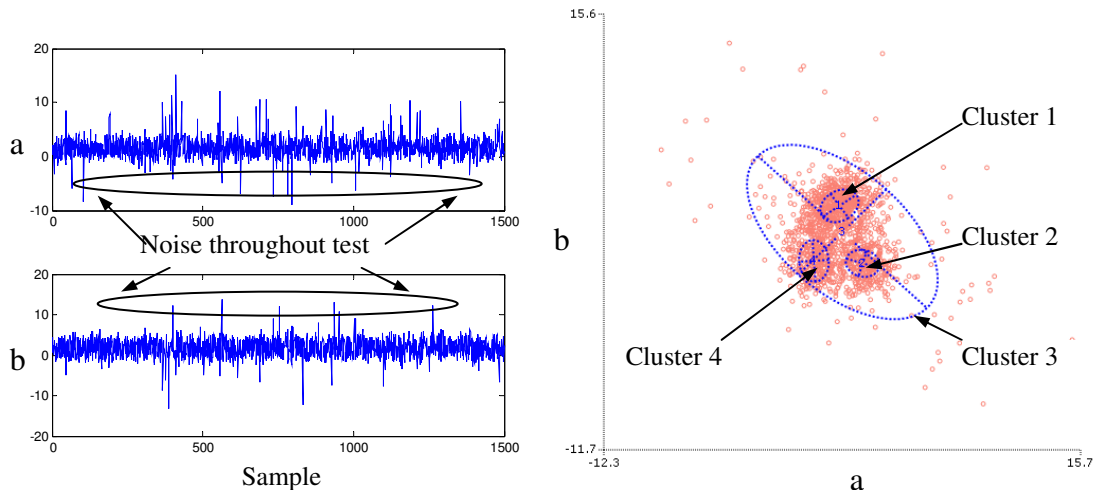 20
10
a
0
-10
0
500
1000
1500
Noise throughout test
20
10
b
0
-10
-20
0
500
1000
1500
Sample
15.6
Cluster 1
1
b
3
Cluster 2
4
2
Cluster 4
Cluster 3
-11.7
-12.3
15.7
a